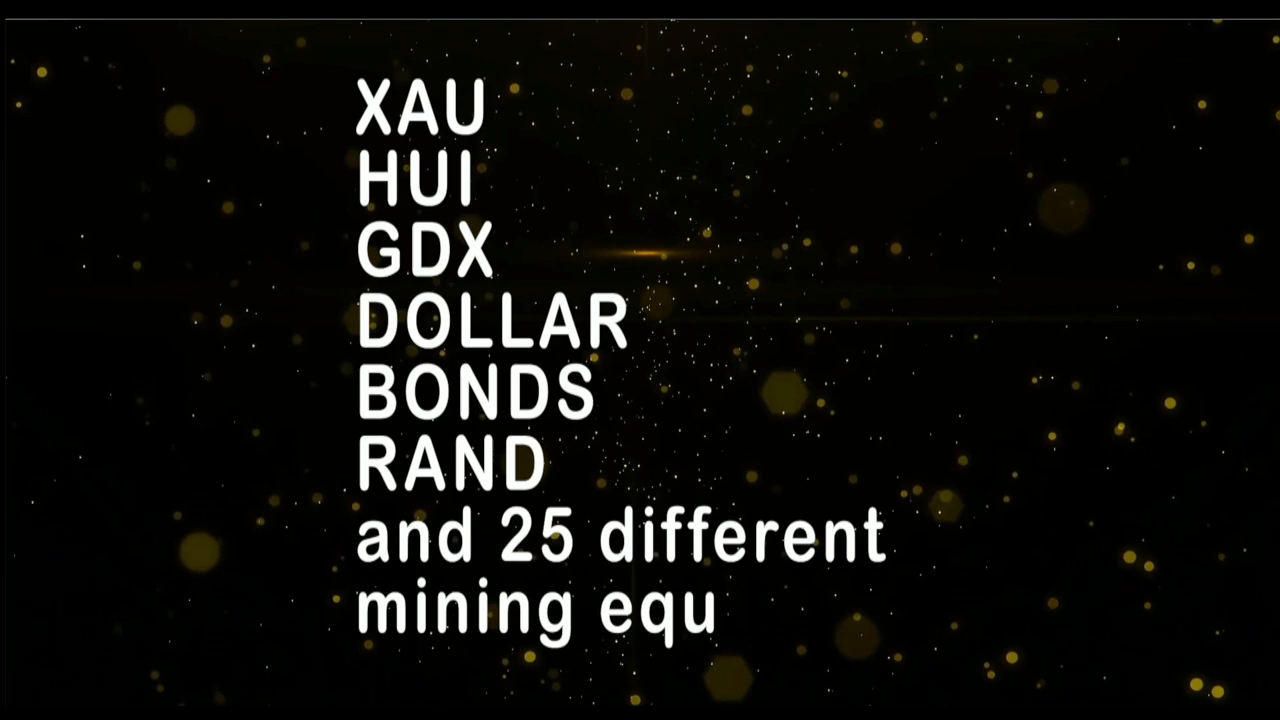 XAU
HUI
GDX
DOLLAR
BONDS
RAND
and 25 different
mining equ